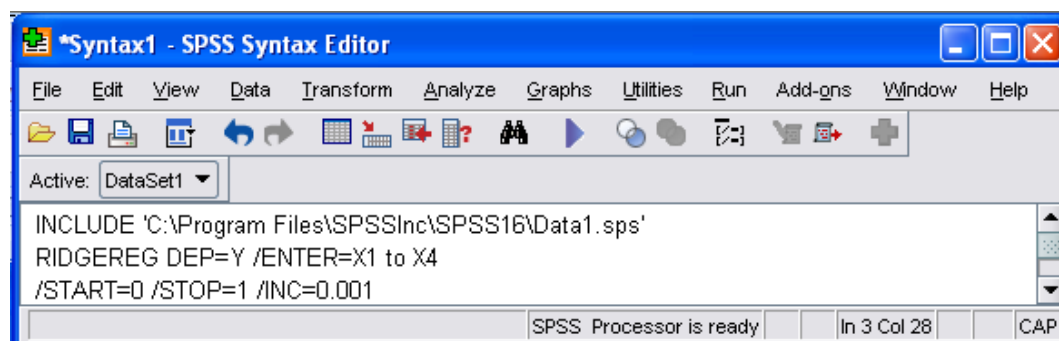 *Syntax1 - SPSS Syntax Editor
File Edit View Data Transform Analyze Graphs Utilities Run Add-ons Window Help
Active: DataSet1
INCLUDE 'C:\Program Files\SPSSInc\SPSS16\Data1.sps'
RIDGEREG DEP=Y /ENTER=X1 to X4
/START=0 /STOP=1 /INC=0.001
SPSS Processor is ready In 3 Col 28 CAP